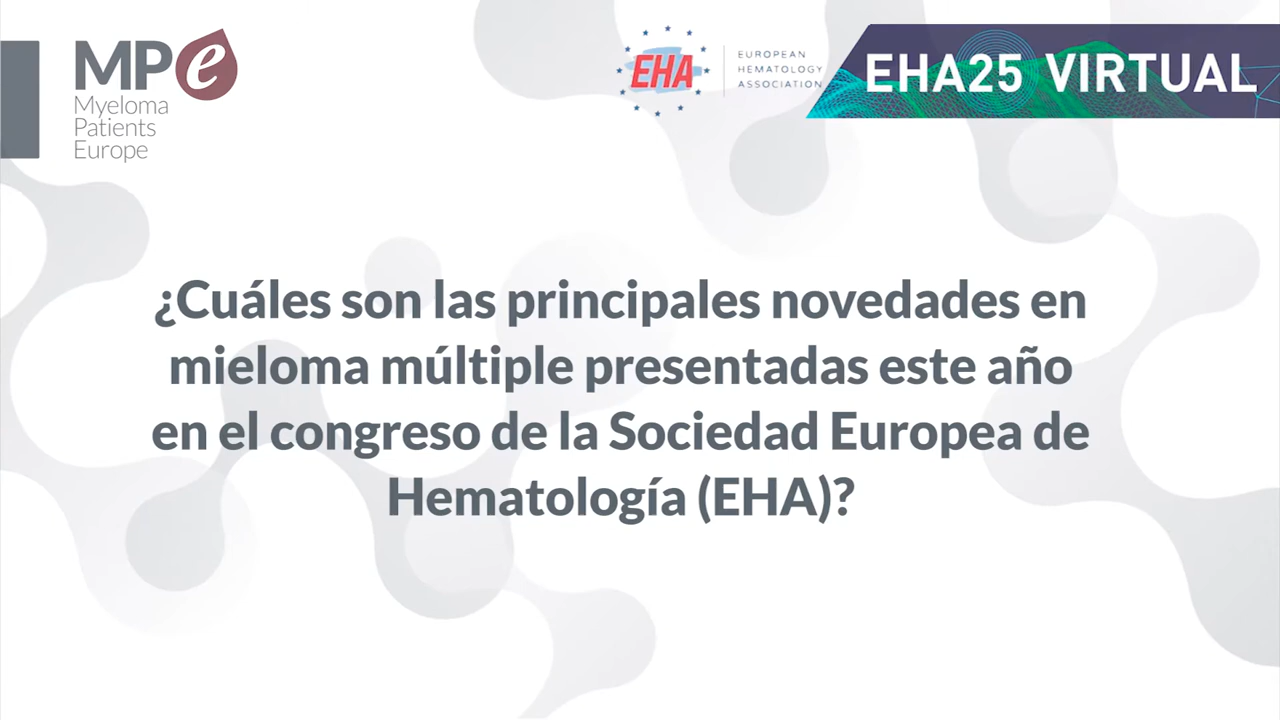 MPe
Myeloma
Patients
Europe
EHA
EUROPEAN
HEMATOLOGY
ASSOCIATION
EHA25 VIRTUAL
¿Cuáles son las principales novedades en
mieloma múltiple presentadas este año
en el congreso de la Sociedad Europea de
Hematología (EHA)?